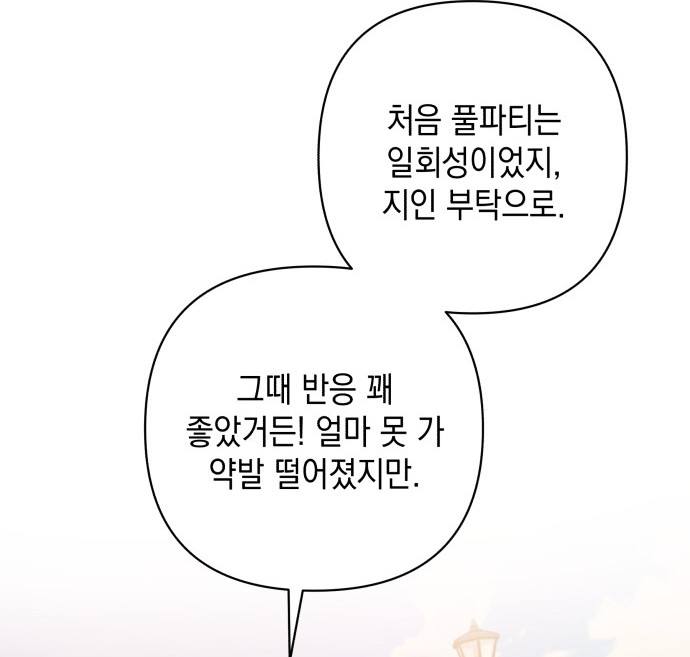 처음 풀파티는
일회성이었지,
지인 부탁으로.
그때 반응 꽤
좋았거든! 얼마 못 가
약발 떨어졌지만.